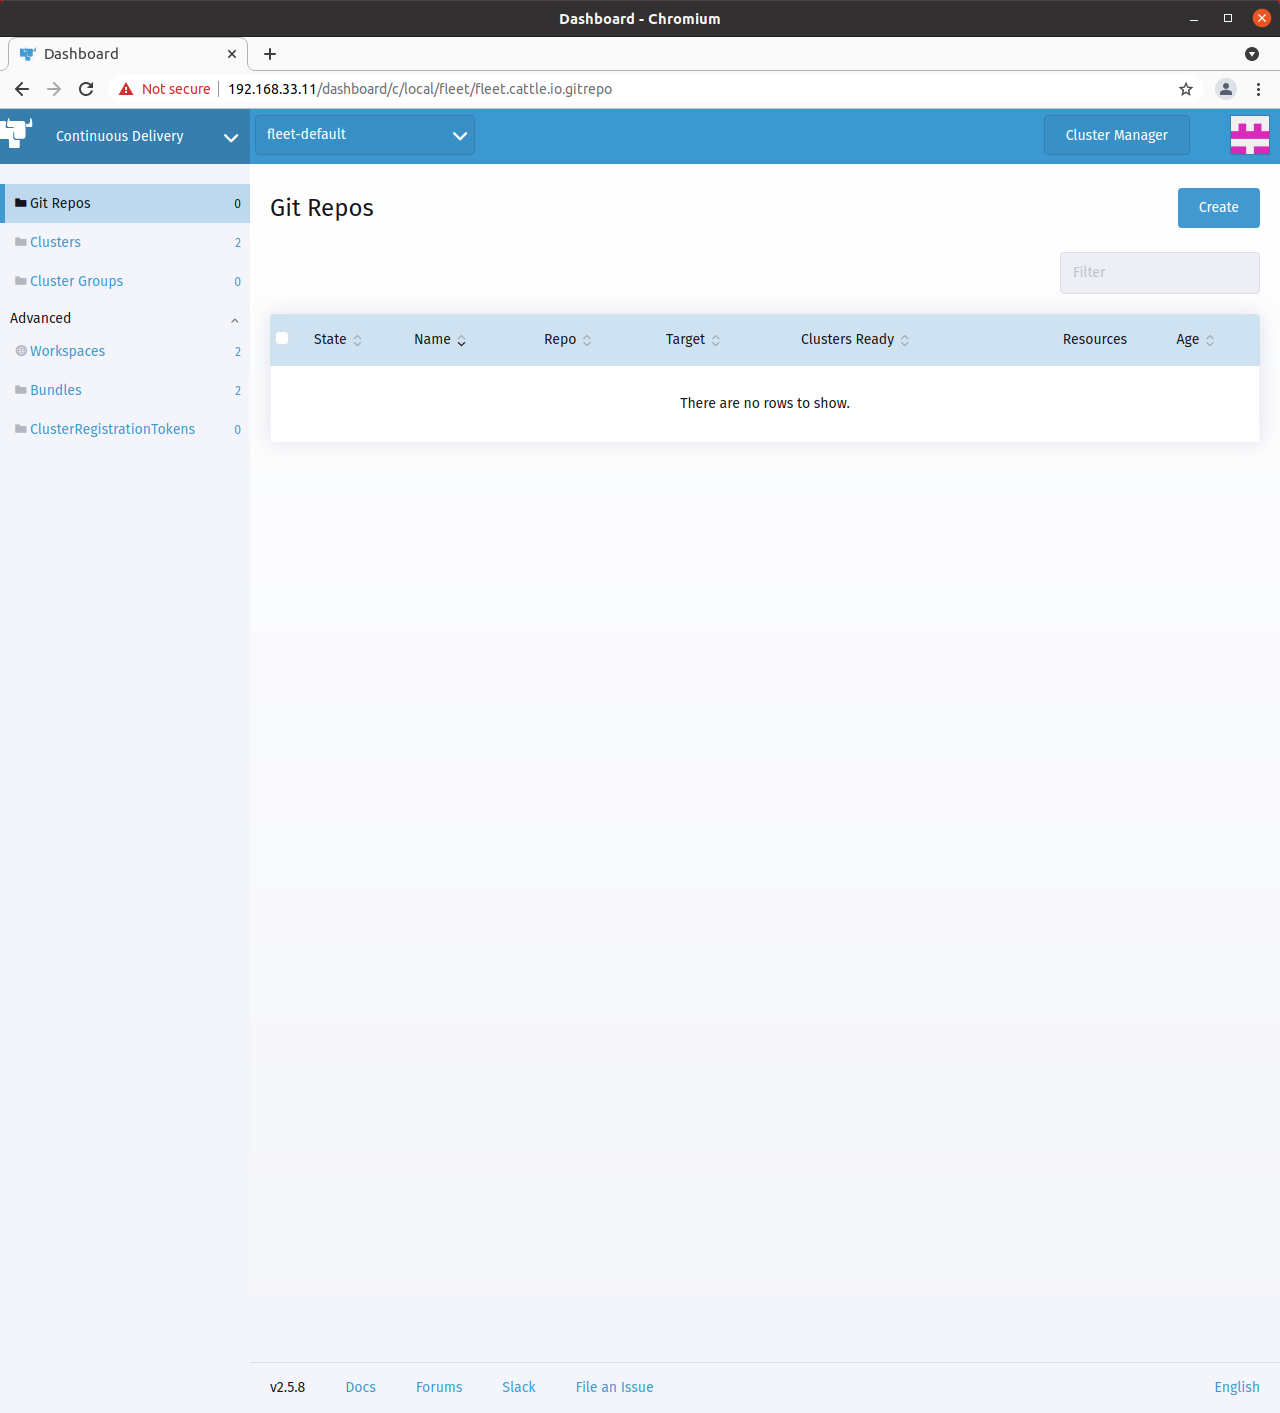 Dashboard - Chromium
Dashboard
Not secure 192.168.33.11/dashboard/c/local/fleet/fleet.cattle.io.gitrepo
Continuous Delivery fleet-default Cluster Manager
Git Repos 0
Clusters 2
Cluster Groups 0
Advanced
Workspaces 2
Bundles 2
ClusterRegistrationTokens 0
Git Repos Create
Filter
State Name Repo Target Clusters Ready Resources Age
There are no rows to show.
v2.5.8 Docs Forums Slack File an Issue English